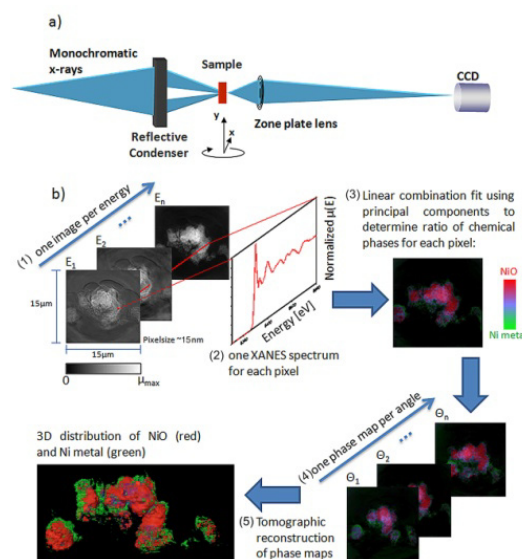 a)
Monochromatic
x-rays
Sample
CCD
y
x
Zone plate lens
Reflective
Condenser
b)
(1) one image per energy
...
E1
E2
En
15µm
15µm
Pixelsize ~15nm
0
µmax
Normalized µ(E)
Energy [eV]
(2) one XANES spectrum
for each pixel
(3) Linear combination fit using
principal components to
determine ratio of chemical
phases for each pixel:
NiO
Ni metal
(4) one phase map per angle
...
Θ1
Θ2
Θn
(5) Tomographic
reconstruction
of phase maps
3D distribution of NiO (red)
and Ni metal (green)